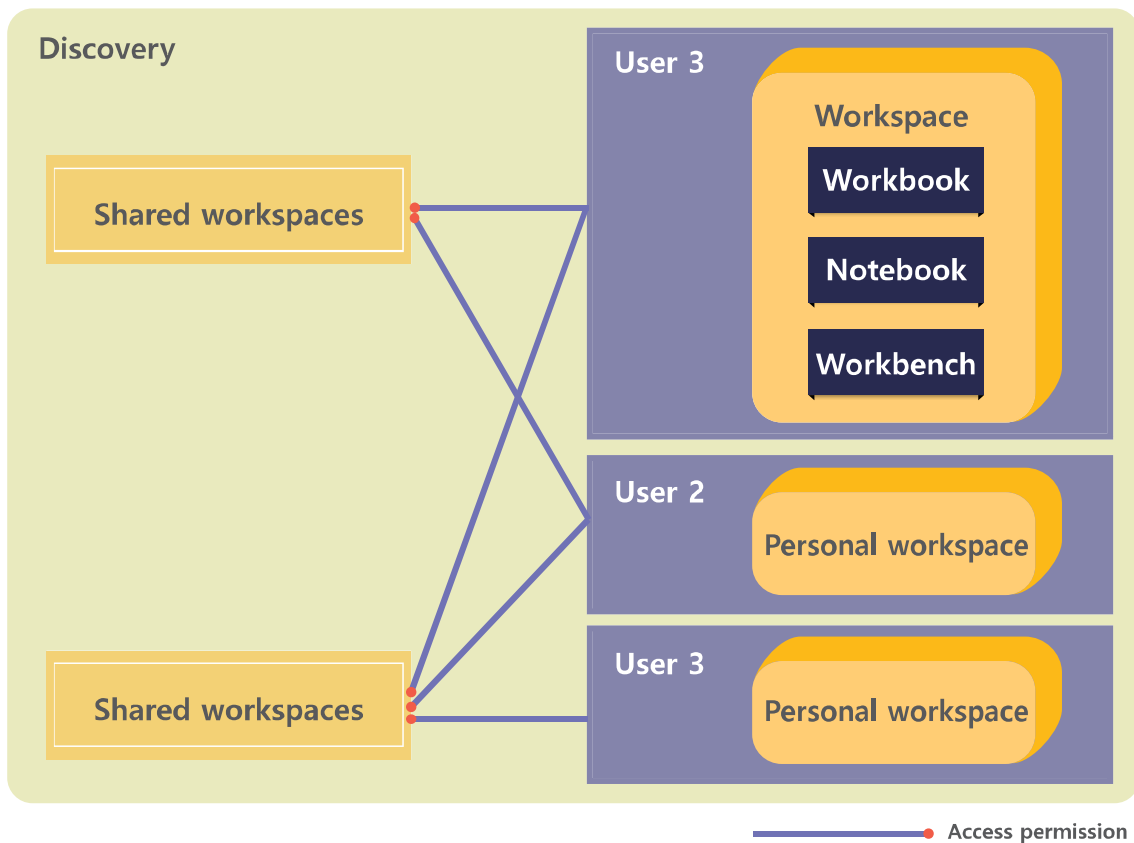 Discovery
Shared workspaces
Shared workspaces
User 3
Workspace
Workbook
Notebook
Workbench
User 2
Personal workspace
User 3
Personal workspace
Access permission